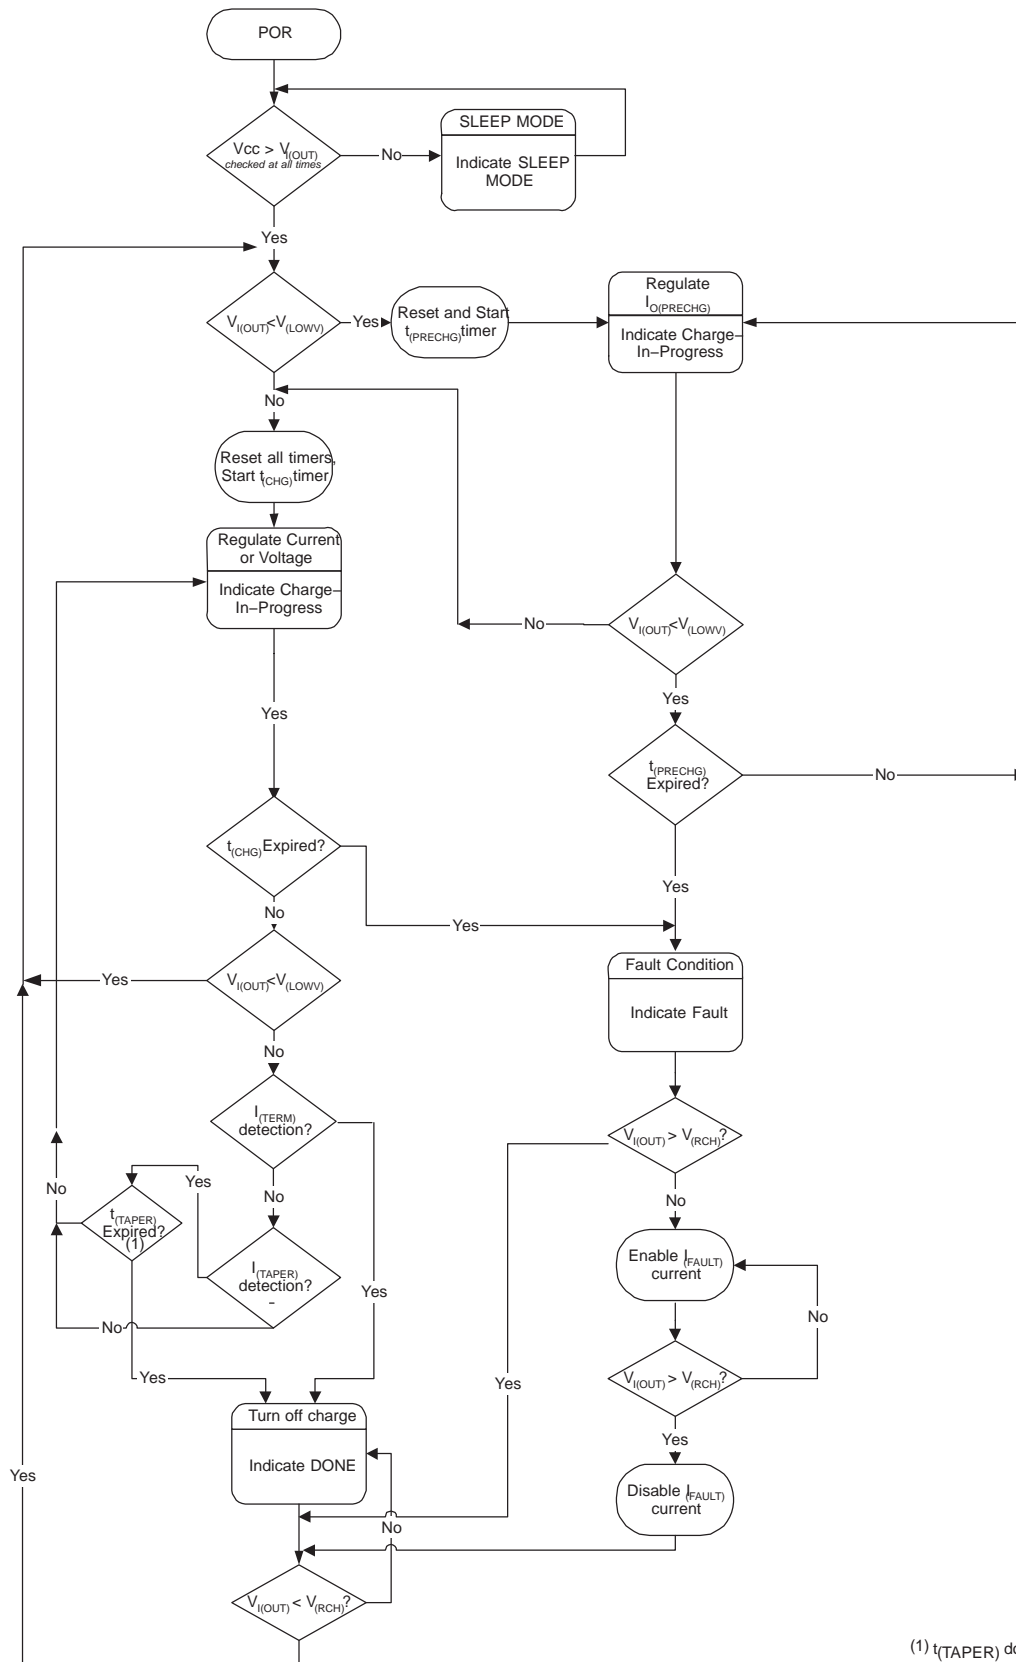 POR
Vcc > VI(OUT)
checked at all times
No
SLEEP MODE
Indicate SLEEP
MODE
Yes
VI(OUT)<V(LOWV)
Yes
Reset and Start
t(PRECHG) timer
Regulate
IO(PRECHG)
Indicate Charge–
In–Progress
No
Reset all timers,
Start t(CHG) timer
Regulate Current
or Voltage
Indicate Charge–
In–Progress
No
VI(OUT)<V(LOWV)
Yes
Yes
t(PRECHG)
Expired?
No
t(CHG) Expired?
Yes
No
Yes
VI(OUT)<V(LOWV)
Yes
Fault Condition
Indicate Fault
No
I(TERM)
detection?
VI(OUT) > V(RCH)?
No
Yes
No
No
t(TAPER)
Expired?
(1)
I(TAPER)
detection?
-
Enable I(FAULT)
current
Yes
No
No
Yes
VI(OUT) > V(RCH)?
Yes
Turn off charge
Indicate DONE
Yes
Yes
Disable I(FAULT)
current
No
VI(OUT) < V(RCH)?
(1) t(TAPER)